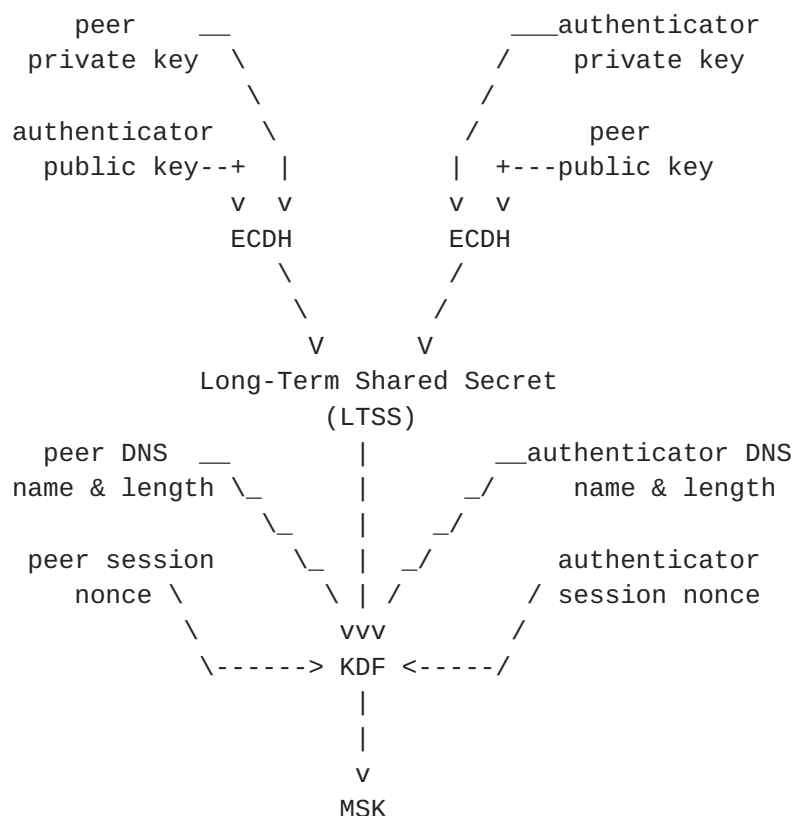 peer    __                  ___authenticator
private key  \                /    private key
\              /
authenticator   \            /       peer
public key--+  |          |  +---public key
v  v          v  v
ECDH          ECDH
\          /
\        /
V      V
Long-Term Shared Secret
(LTSS)
peer DNS  __        |        __authenticator DNS
name & length \_      |      _/     name & length
\_    |    _/
peer session     \_  |  _/        authenticator
nonce \         \ | /        / session nonce
\         vvv        /
\------> KDF <-----/
|
|
v
MSK